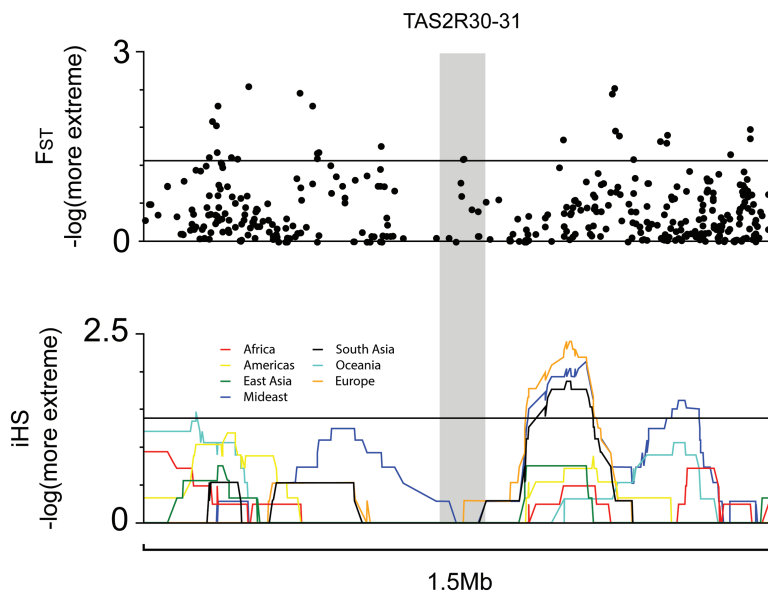 TAS2R30-31
3
0
FST
-log(more extreme)
2.5
0
iHS
-log(more extreme)
Africa
Americas
East Asia
Mideast
South Asia
Oceania
Europe
1.5Mb